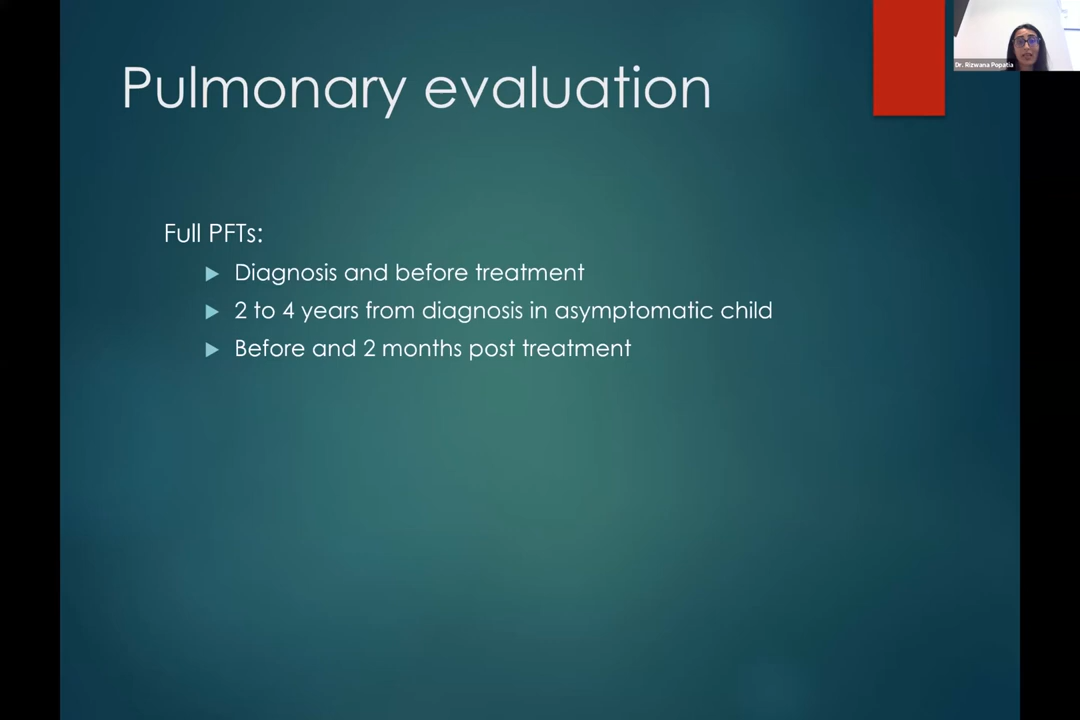 Pulmonary evaluation
Dr. Rizwana Popatia
Full PFTs:
Diagnosis and before treatment
2 to 4 years from diagnosis in asymptomatic child
Before and 2 months post treatment